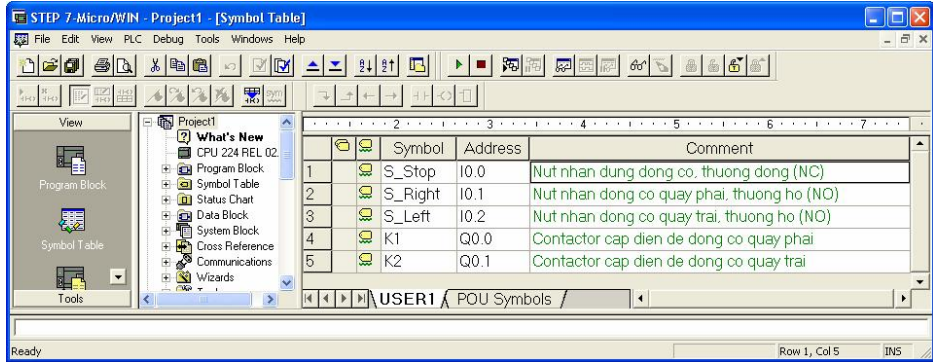 STEP 7-Micro/WIN - Project1 - [Symbol Table]
File Edit View PLC Debug Tools Windows Help
View
Program Block
Symbol Table
Tools
Project1
What's New
CPU 224 REL 02.
Program Block
Symbol Table
Status Chart
Data Block
System Block
Cross Reference
Communications
Wizards
2 3 4 5 6 7
Symbol Address Comment
1 S_Stop I0.0 Nut nhan dung dong co, thuong dong (NC)
2 S_Right I0.1 Nut nhan dong co quay phai, thuong ho (NO)
3 S_Left I0.2 Nut nhan dong co quay trai, thuong ho (NO)
4 K1 Q0.0 Contactor cap dien de dong co quay phai
5 K2 Q0.1 Contactor cap dien de dong co quay trai
USER1 POU Symbols
Ready Row 1, Col 5 INS